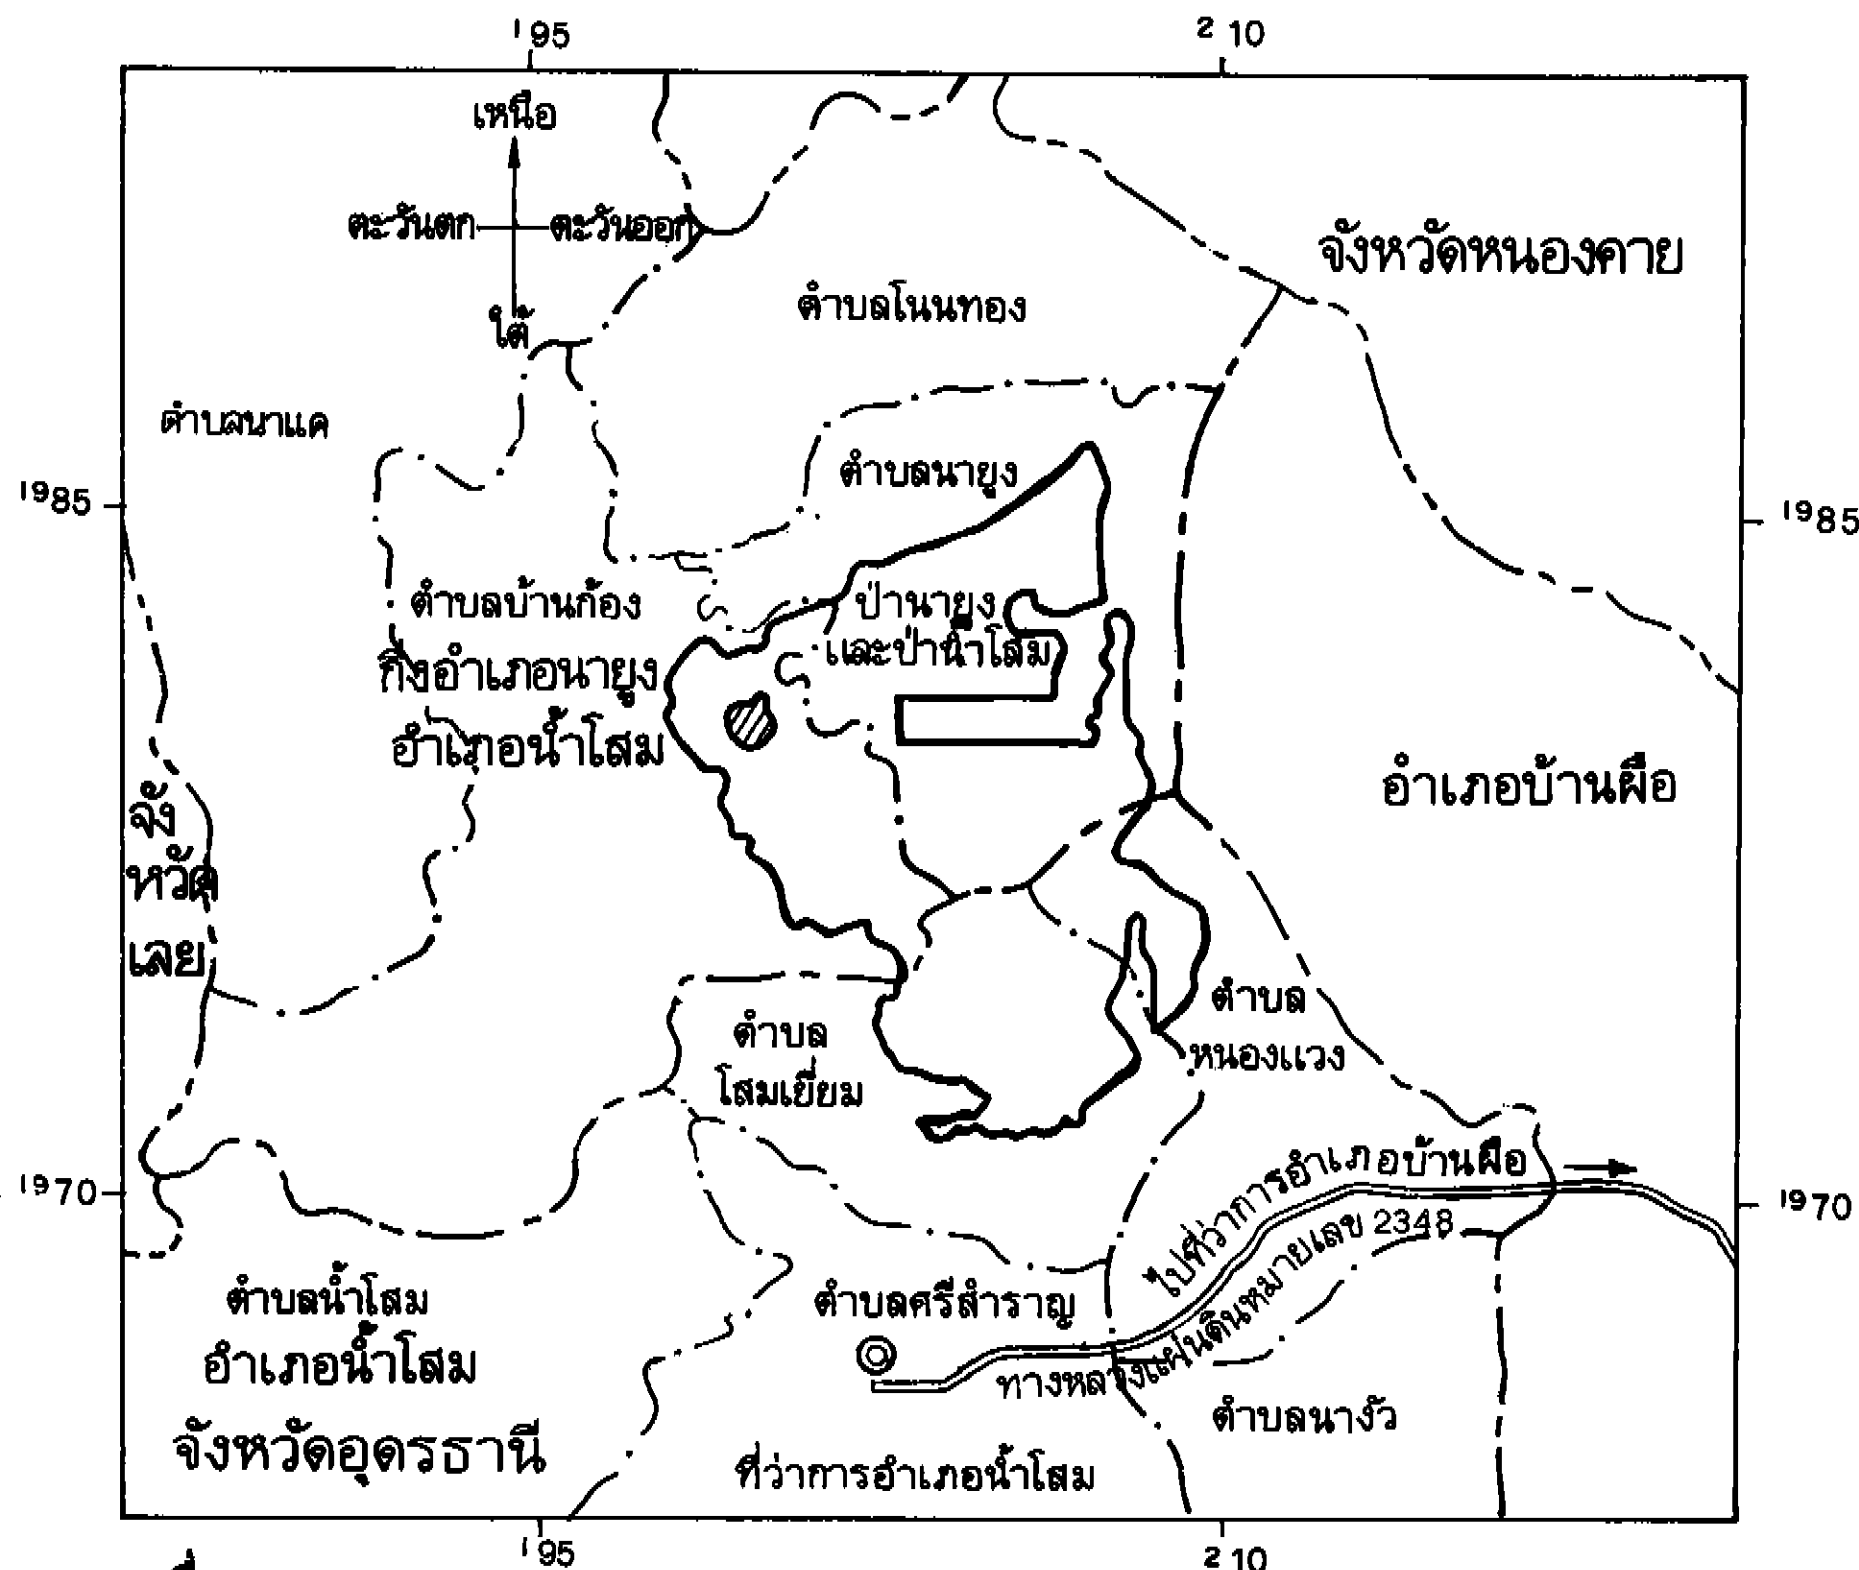 195
210
เหนือ
ตะวันตก
ตะวันออก
ใต้
จังหวัดหนองคาย
ตำบลโนนทอง
ตำบลนาแค
ตำบลนายูง
1985
1985
ตำบลบ้านก้อง
ป่านายูง
และป่าน้ำโสม
กิ่งอำเภอนายูง
อำเภอน้ำโสม
อำเภอบ้านผือ
จัง
หวัด
เลย
ตำบล
หนองแวง
ตำบล
โสมเยี่ยม
ไปที่ว่าการอำเภอบ้านผือ
1970
1970
ทางหลวงแผ่นดินหมายเลข 2348
ตำบลน้ำโสม
ตำบลศรีสำราญ
อำเภอน้ำโสม
ตำบลนางัว
จังหวัดอุดรธานี
ที่ว่าการอำเภอน้ำโสม
195
210